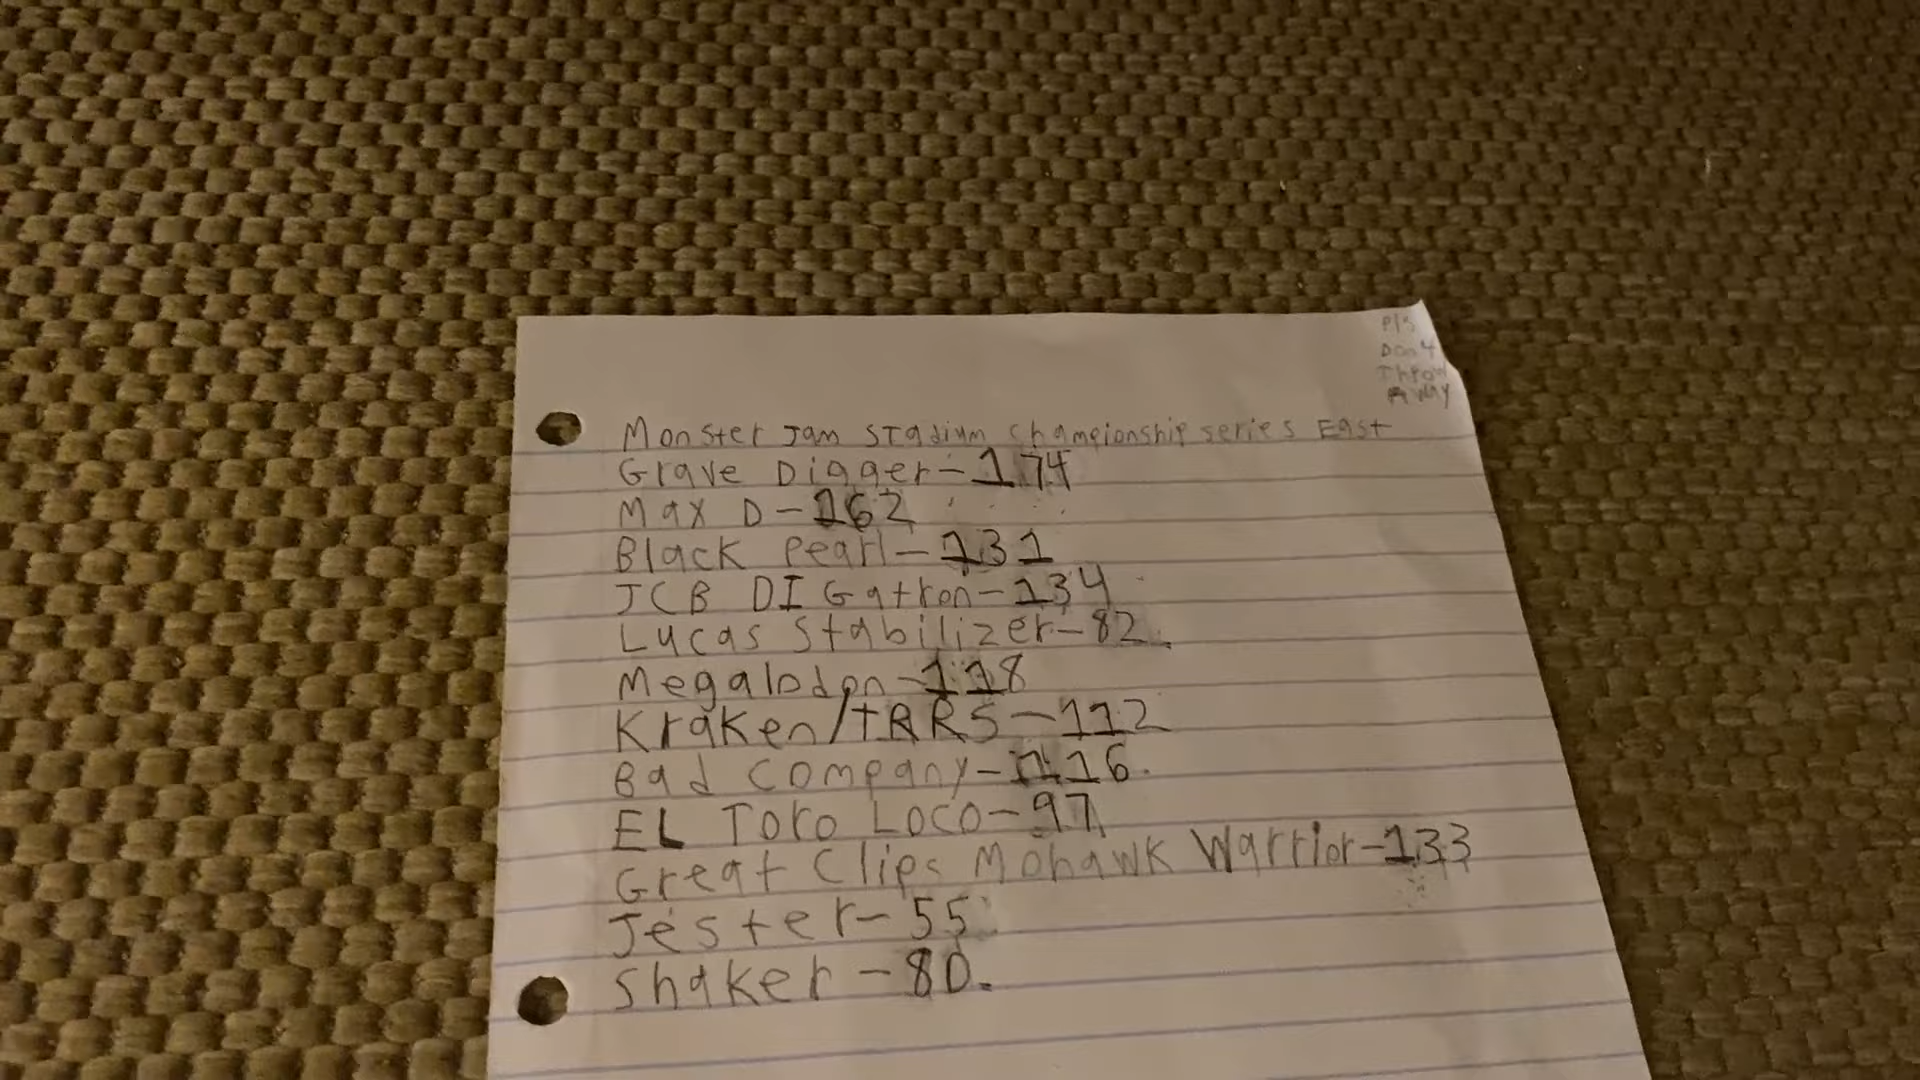 Pls
Don4
Throw
Away
Monster Jam Stadium Championship series East
Grave Digger-174
Max D-162
Black Pearl-131
JCB DIGatron-134
Lucas Stabilizer-82
Megalodon-118
Kraken/TRRS-112
Bad Company-116
EL Toro Loco-97
Great Clips Mohawk Warrior-133
Jester-55
Shaker-80